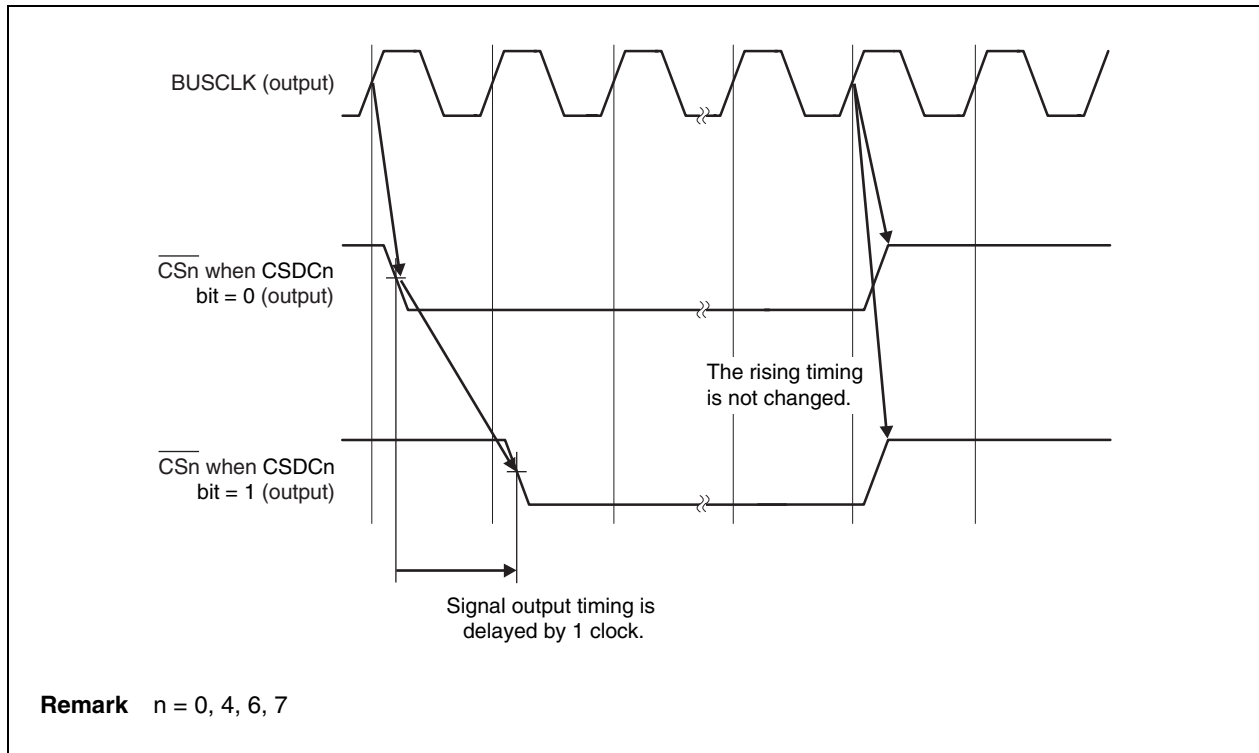 BUSCLK (output)
CSn when CSDCn
bit = 0 (output)
The rising timing
is not changed.
CSn when CSDCn
bit = 1 (output)
Signal output timing is
delayed by 1 clock.
Remark n = 0, 4, 6, 7